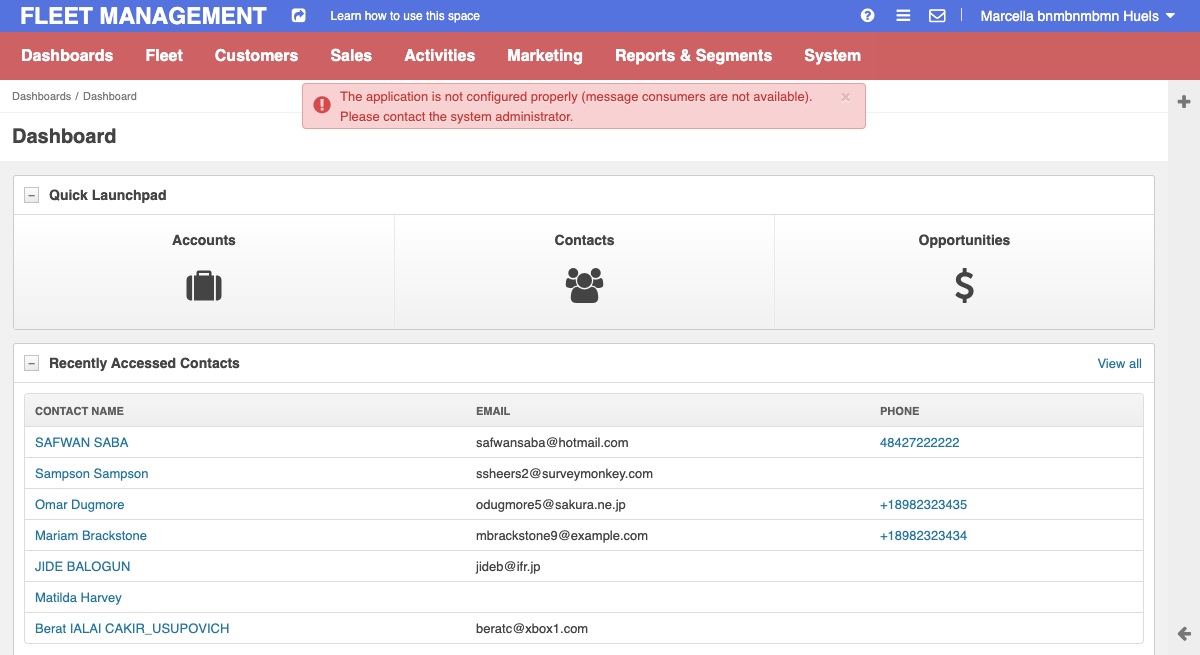 FLEET MANAGEMENT Learn how to use this space Marcella bnmbnmbmn Huels
Dashboards Fleet Customers Sales Activities Marketing Reports & Segments System
Dashboards / Dashboard
The application is not configured properly (message consumers are not available). ×
Please contact the system administrator.
Dashboard
Quick Launchpad
Accounts Contacts Opportunities
Recently Accessed Contacts View all
CONTACT NAME EMAIL PHONE
SAFWAN SABA safwansaba@hotmail.com 48427222222
Sampson Sampson ssheers2@surveymonkey.com
Omar Dugmore odugmore5@sakura.ne.jp +18982323435
Mariam Brackstone mbrackstone9@example.com +18982323434
JIDE BALOGUN jideb@ifr.jp
Matilda Harvey
Berat IALAI CAKIR_USUPOVICH beratc@xbox1.com